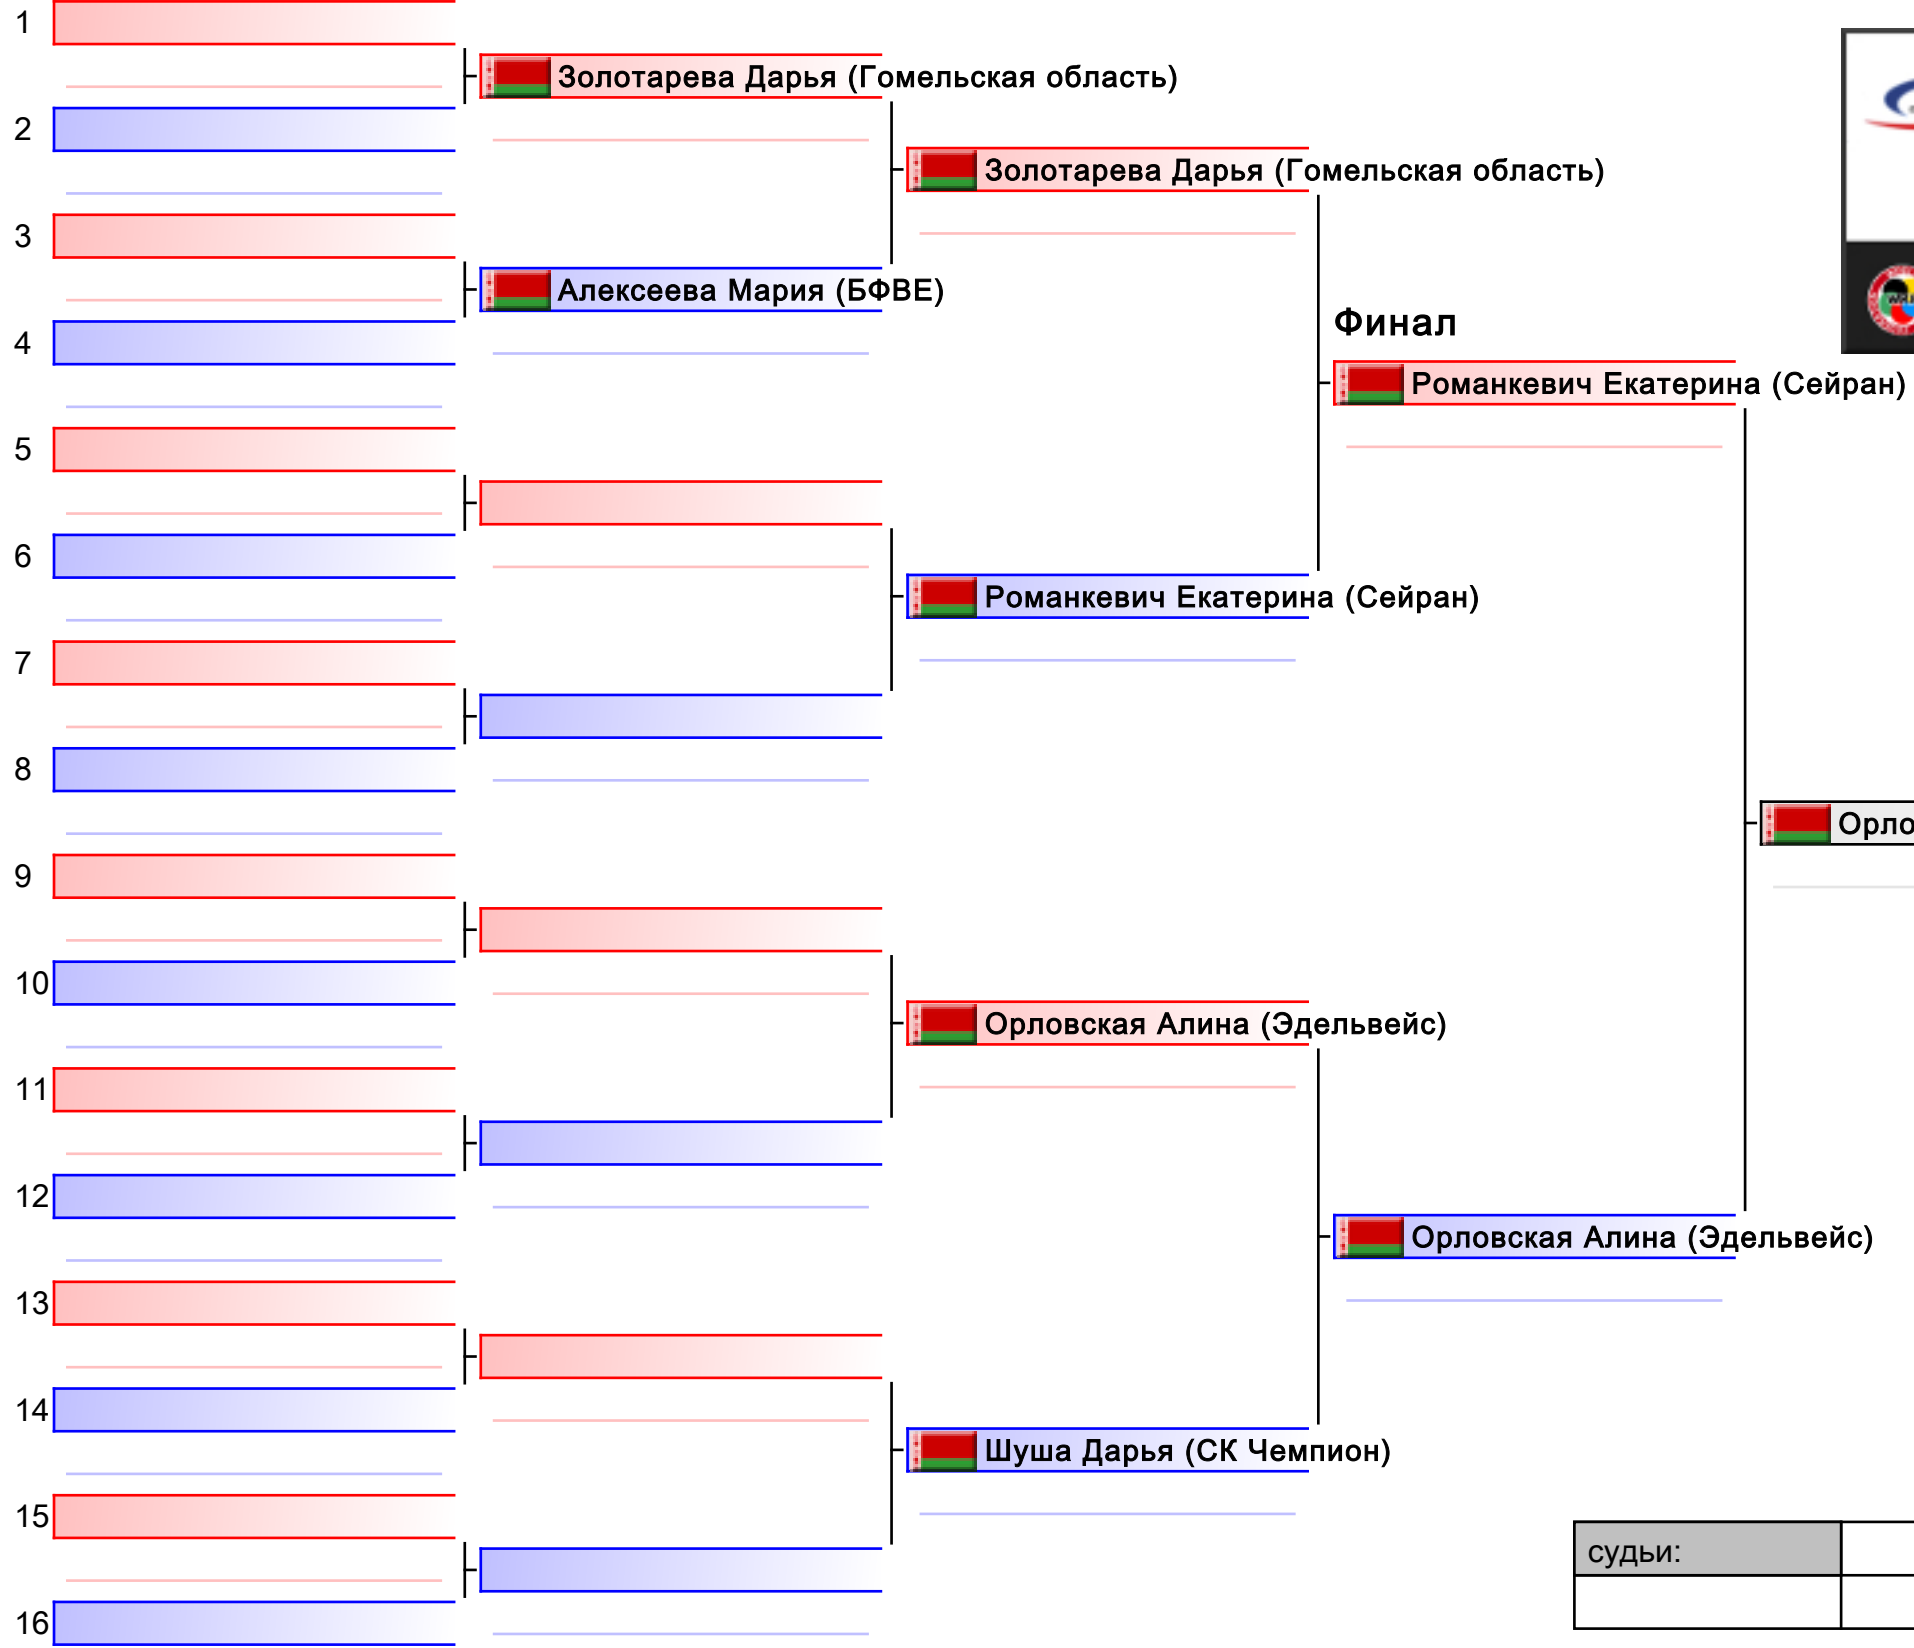 1
Золотарева Дарья (Гомельская область)
2
Золотарева Дарья (Гомельская область)
3
Алексеева Мария (БФВЕ)
Финал
4
Романкевич Екатерина (Сейран)
5
6
Романкевич Екатерина (Сейран)
7
8
Орло
9
10
Орловская Алина (Эдельвейс)
11
12
Орловская Алина (Эдельвейс)
13
14
Шуша Дарья (СК Чемпион)
15
судьи:
16